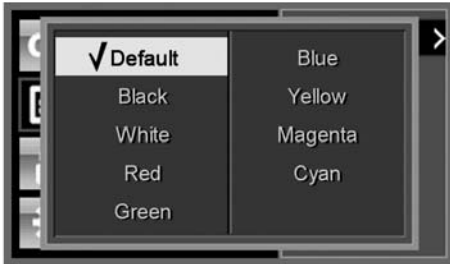 √ Default
Black
White
Red
Green
Blue
Yellow
Magenta
Cyan